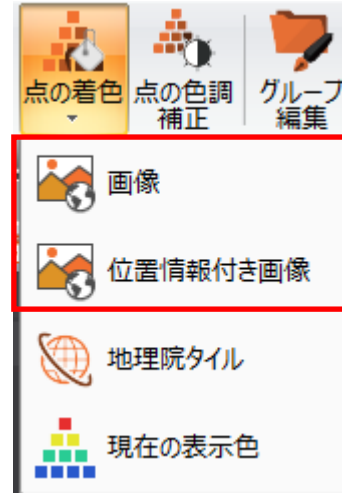 点の着色
点の色調
補正
グループ
編集
画像
位置情報付き画像
地理院タイル
現在の表示色